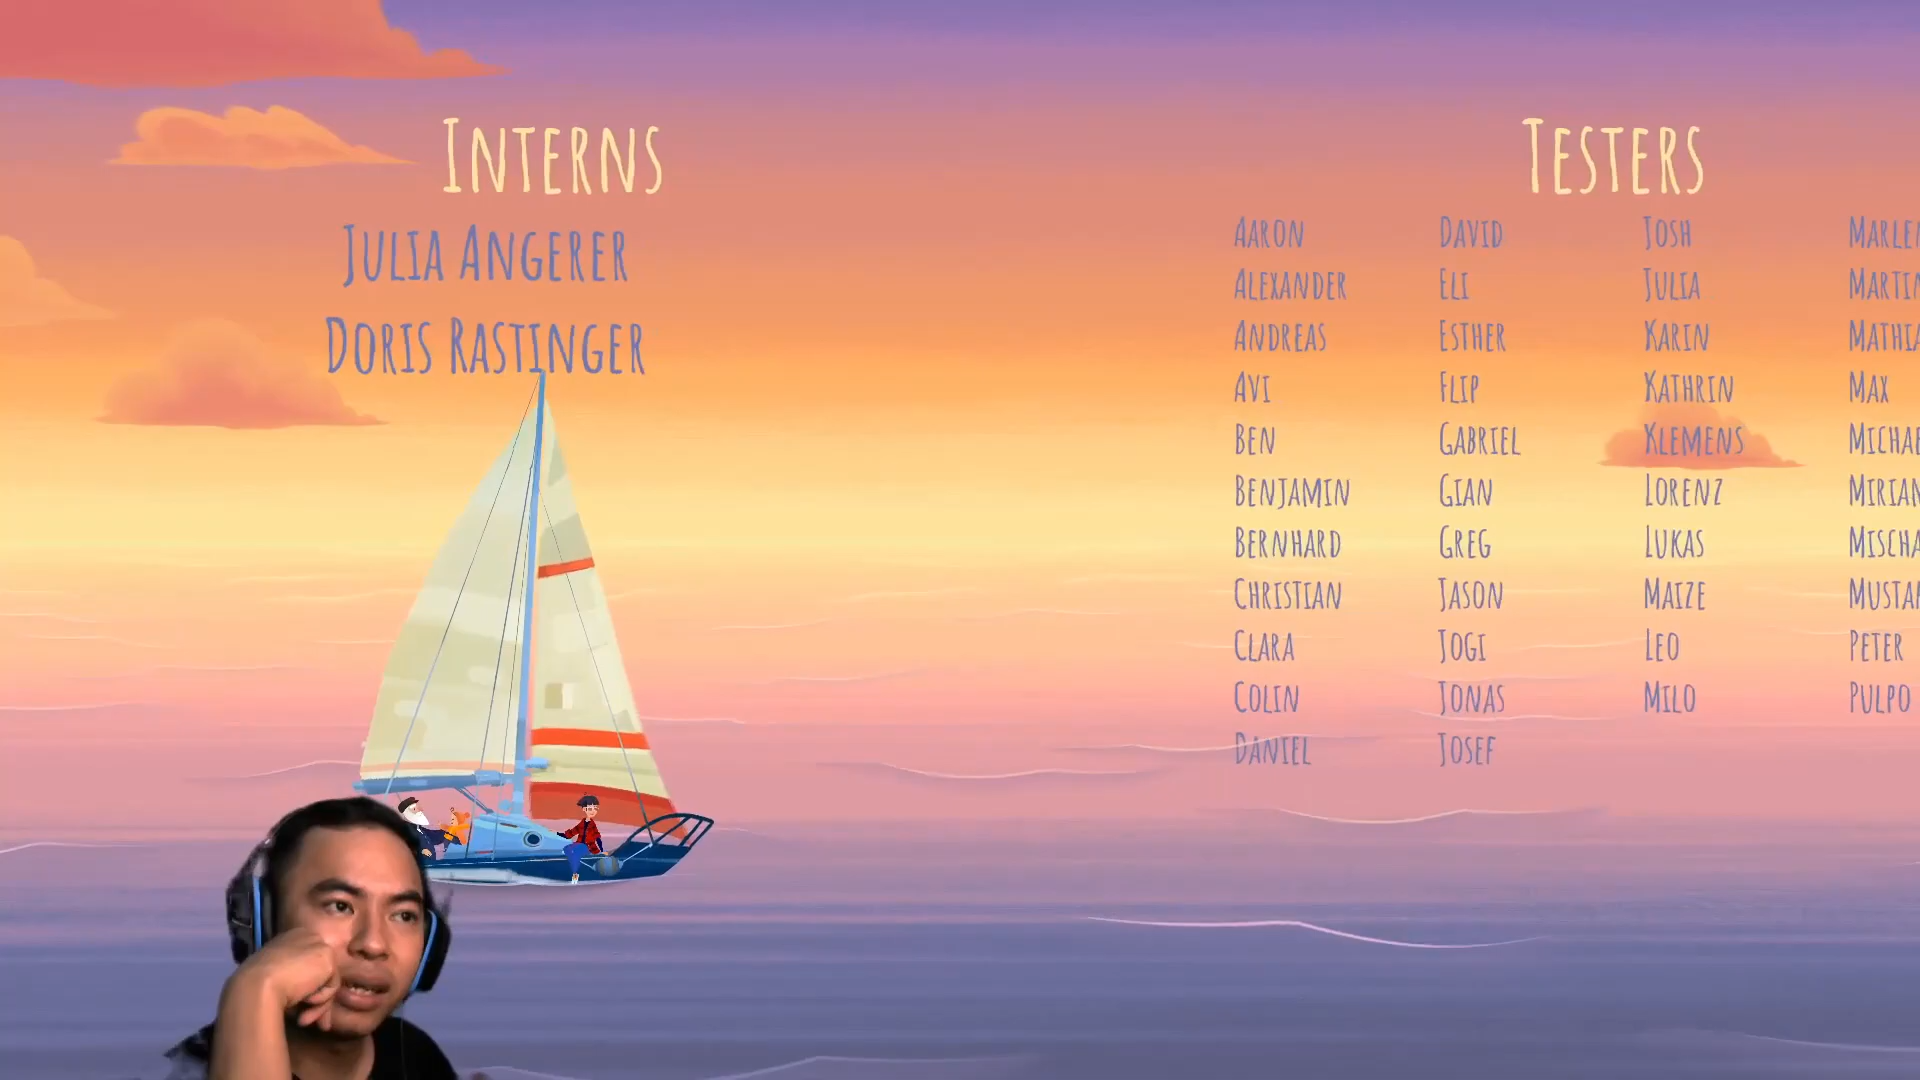 Interns
Julia Angerer
Doris Rastinger
Testers
Aaron David Josh
Alexander Eli Julia
Andreas Esther Karin
Avi Flip Kathrin Max
Ben Gabriel Klemens
Benjamin Gian Lorenz
Bernhard Greg Lukas
Christian Jason Maize
Clara Jogi Leo Peter
Colin Jonas Milo Pulpo
Daniel Josef